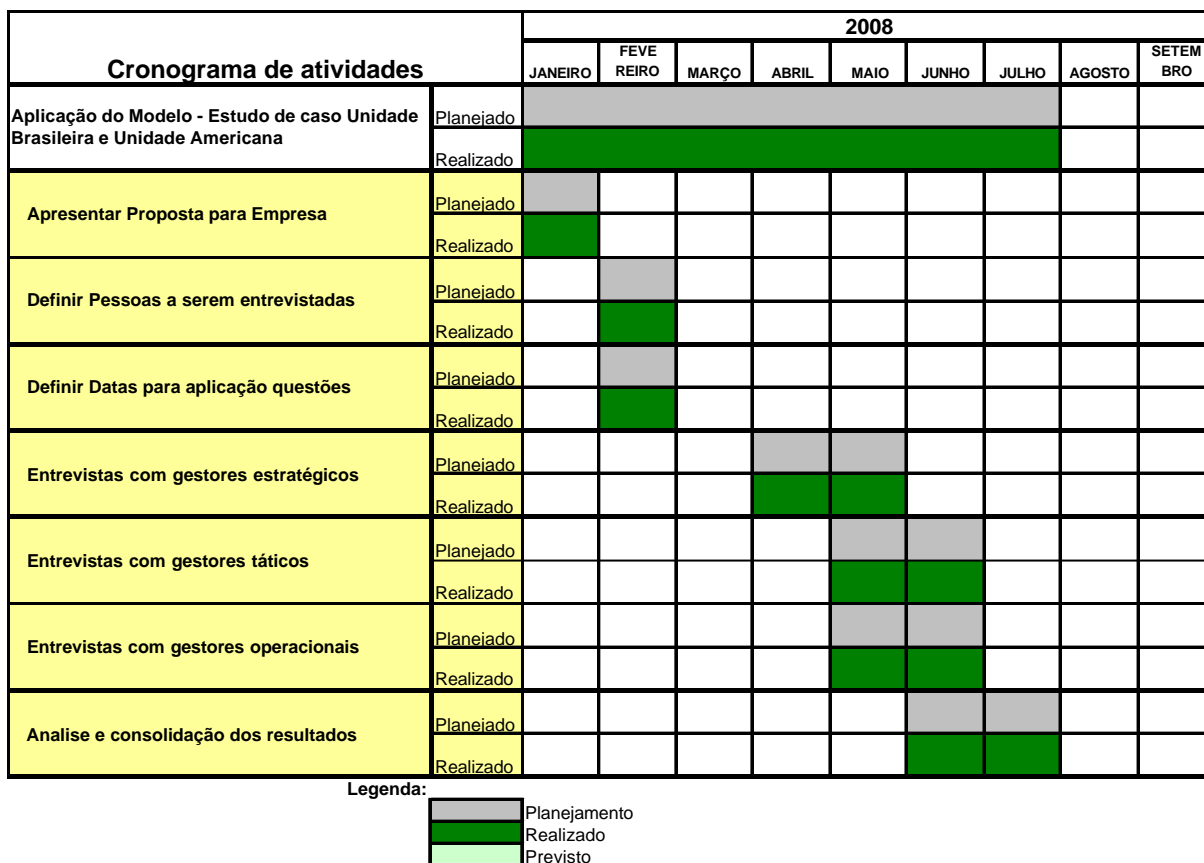 2008
Cronograma de atividades
JANEIRO
FEVE
REIRO
MARÇO
ABRIL
MAIO
JUNHO
JULHO
AGOSTO
SETEM
BRO
Aplicação do Modelo - Estudo de caso Unidade
Brasileira e Unidade Americana
Planejado
Realizado
Apresentar Proposta para Empresa
Planejado
Realizado
Definir Pessoas a serem entrevistadas
Planejado
Realizado
Definir Datas para aplicação questões
Planejado
Realizado
Entrevistas com gestores estratégicos
Planejado
Realizado
Entrevistas com gestores táticos
Planejado
Realizado
Entrevistas com gestores operacionais
Planejado
Realizado
Analise e consolidação dos resultados
Planejado
Realizado
Legenda:
Planejamento
Realizado
Previsto